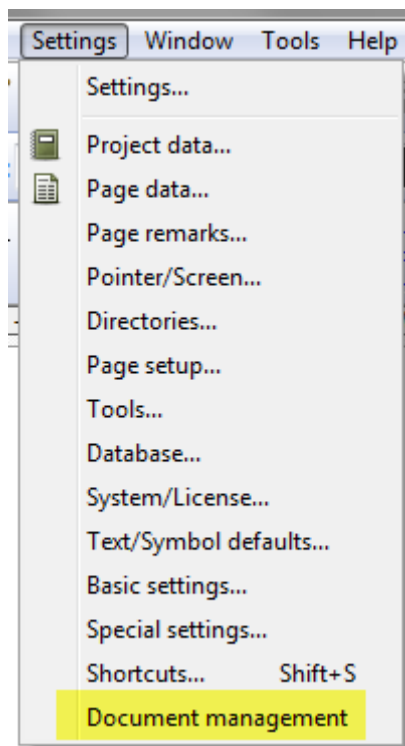 Settings Window Tools Help
Settings...
Project data...
Page data...
Page remarks...
Pointer/Screen...
Directories...
Page setup...
Tools...
Database...
System/License...
Text/Symbol defaults...
Basic settings...
Special settings...
Shortcuts... Shift+S
Document management